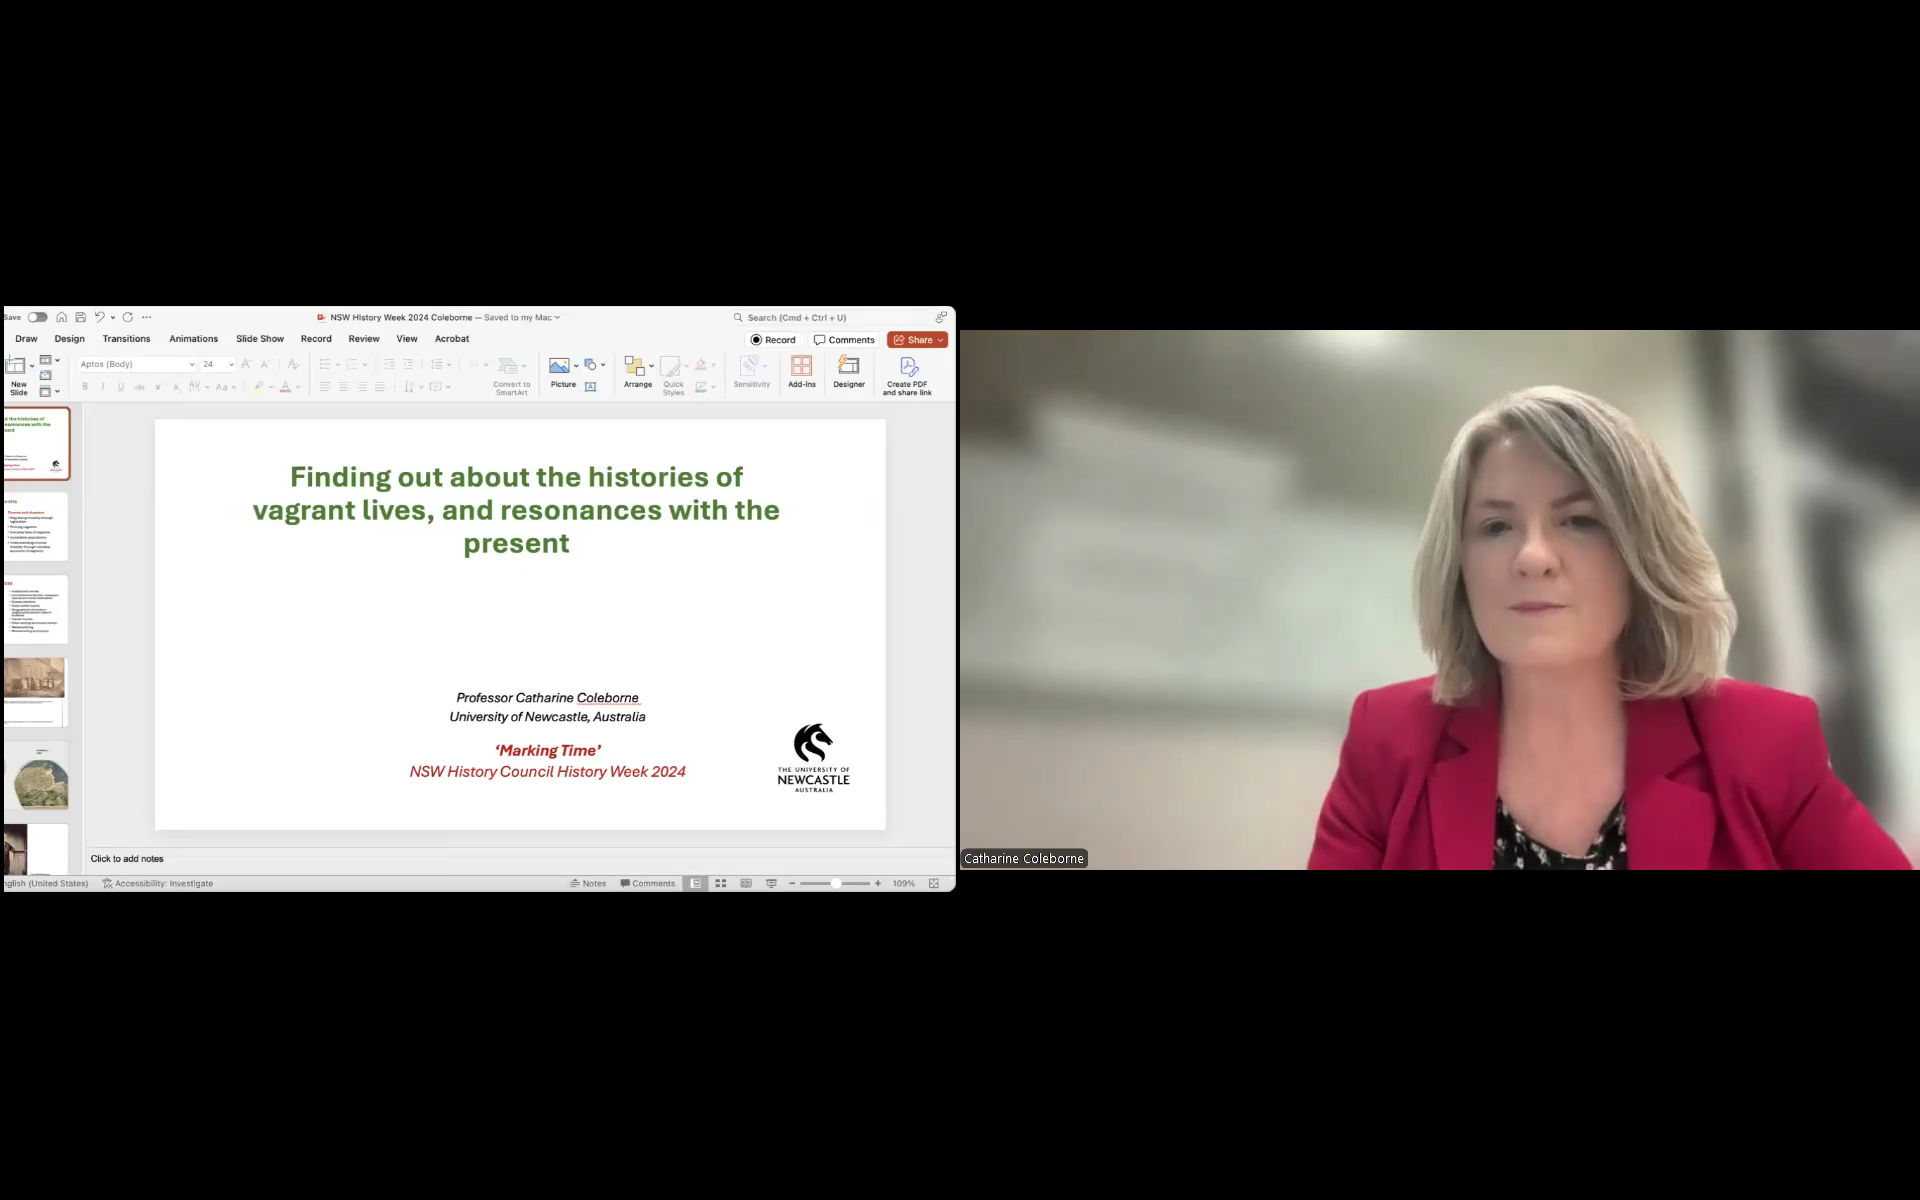 Save
NSW History Week 2024 Coleborne — Saved to my Mac
Search (Cmd + Ctrl + U)
Draw Design Transitions Animations Slide Show Record Review View Acrobat
Record Comments Share
Aptos (Body) 24
New
Slide
Convert to
SmartArt
Picture
Arrange
Quick
Styles
Sensitivity
Add-ins
Designer
Create PDF
and share link
Finding out about the histories of
vagrant lives, and resonances with the
present
Professor Catharine Coleborne
University of Newcastle, Australia
‘Marking Time’
NSW History Council History Week 2024
THE UNIVERSITY OF
NEWCASTLE
AUSTRALIA
Click to add notes
nglish (United States) Accessibility: Investigate Notes Comments 109%
Catharine Coleborne